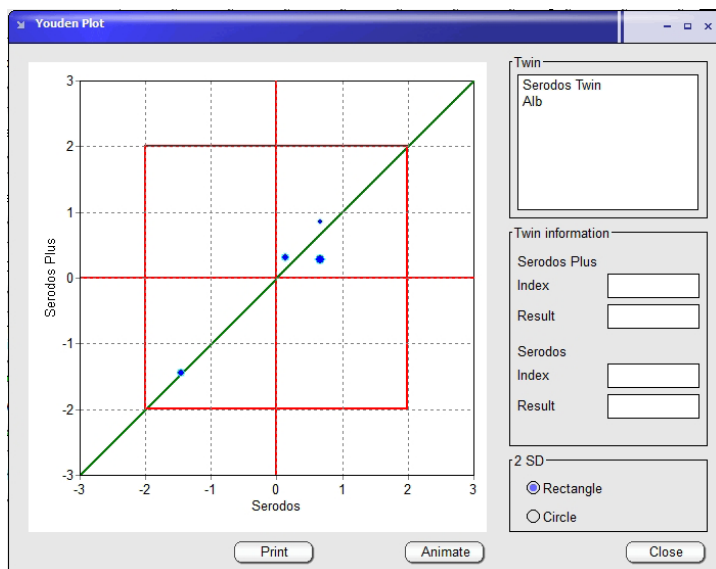 Youden Plot
3
2
1
0
-1
-2
-3
-3 -2 -1 0 1 2 3
Serodos Plus
Serodos
Print
Animate
Twin
Serodos Twin
Alb
Twin information
Serodos Plus
Index
Result
Serodos
Index
Result
2 SD
Rectangle
Circle
Close